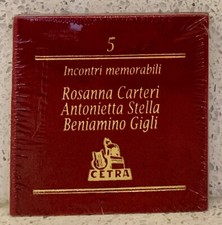 5
Incontri memorabili
Rosanna Carteri
Antonietta Stella
Beniamino Gigli
CETRA